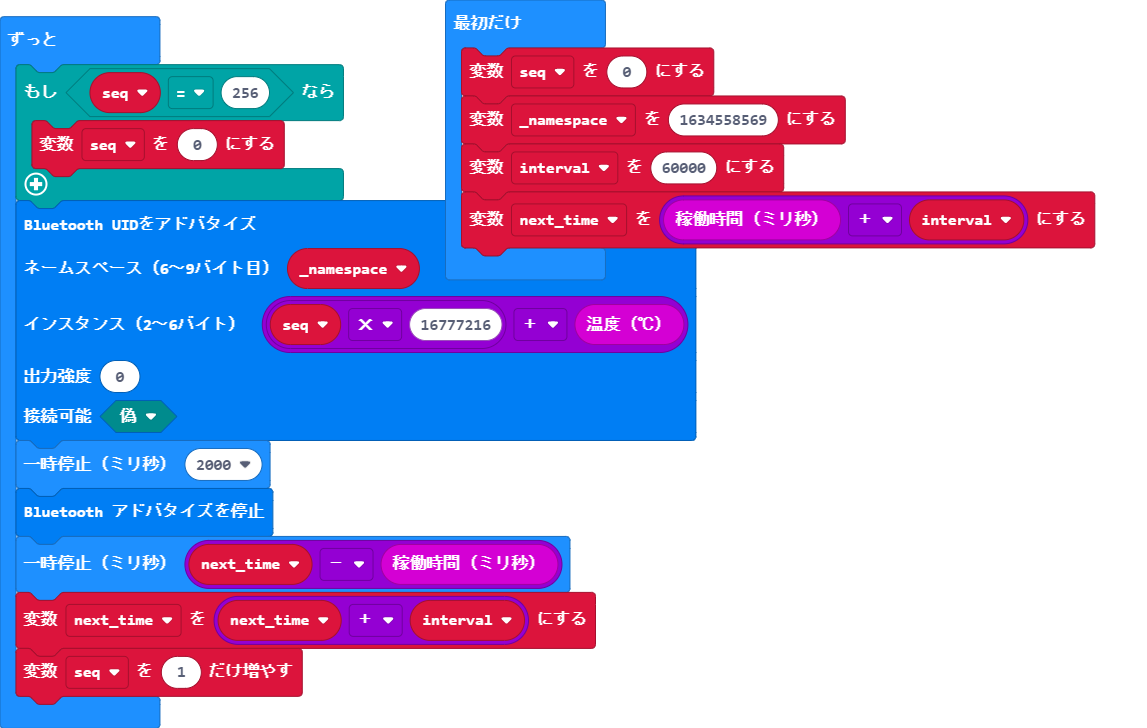 最初だけ
変数 seq を 0 にする
変数 _namespace を 1634558569 にする
変数 interval を 60000 にする
変数 next_time を 稼働時間（ミリ秒） + interval にする
ずっと
もし seq = 256 なら
変数 seq を 0 にする
Bluetooth UIDをアドバタイズ
ネームスペース（6～9バイト目） _namespace
インスタンス（2～6バイト） seq × 16777216 + 温度（℃）
出力強度 0
接続可能 偽
一時停止（ミリ秒） 2000
Bluetooth アドバタイズを停止
一時停止（ミリ秒） next_time - 稼働時間（ミリ秒）
変数 next_time を next_time + interval にする
変数 seq を 1 だけ増やす